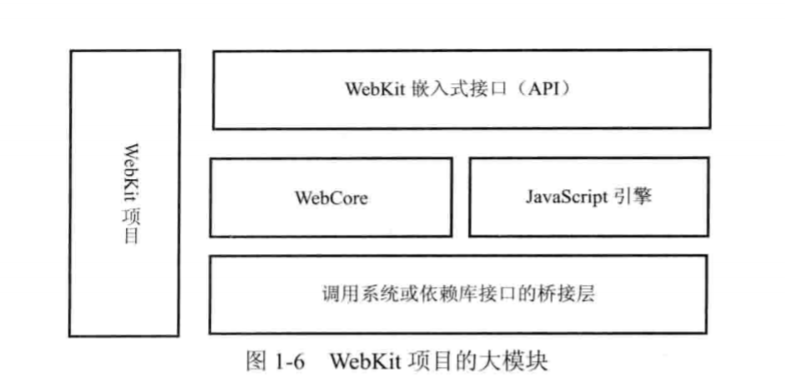 WebKit 项目
WebKit 嵌入式接口（API）
WebCore
JavaScript 引擎
调用系统或依赖库接口的桥接层
图 1-6 WebKit 项目的大模块